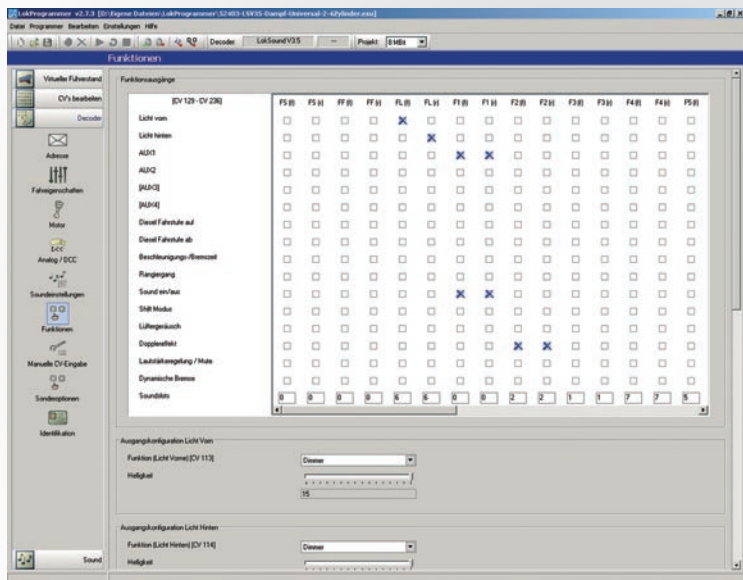 LokProgrammer v2.7.3 [D:\Eigene Dateien\LokProgrammer\52403-LSV35-Dampf-Universal-2-4Zylinder.esu]
Datei Programmer Bearbeiten Einstellungen Hilfe
Decoder: LokSound V3.5 -- Projekt: 8 MBit
Funktionen
Virtueller Führerstand
CV's bearbeiten
Decoder
Adresse
Fahreigenschaften
Motor
Analog / DCC
Soundeinstellungen
Funktionen
Manuelle CV-Eingabe
Sonderoptionen
Identifikation
Sound
Funktionsausgänge
[CV 129 - CV 236] FS (f) FS (r) FF (f) FF (r) FL (f) FL (r) F1 (f) F1 (r) F2 (f) F2 (r) F3 (f) F3 (r) F4 (f) F4 (r) F5 (f)
Licht vorn
Licht hinten
AUX1
AUX2
[AUX3]
[AUX4]
Diesel Fahrstufe auf
Diesel Fahrstufe ab
Beschleunigungs-/Bremszeit
Rangiergang
Sound ein/aus
Shift Modus
Lüftergeräusch
Dopplereffekt
Lautstärkeregelung / Mute
Dynamische Bremse
Soundslots 0 0 0 0 6 6 0 0 2 2 1 1 7 7 5
Ausgangskonfiguration Licht Vorn
Funktion (Licht Vorne) [CV 113] Dimmer
Helligkeit
15
Ausgangskonfiguration Licht Hinten
Funktion (Licht Hinten) [CV 114] Dimmer
Helligkeit